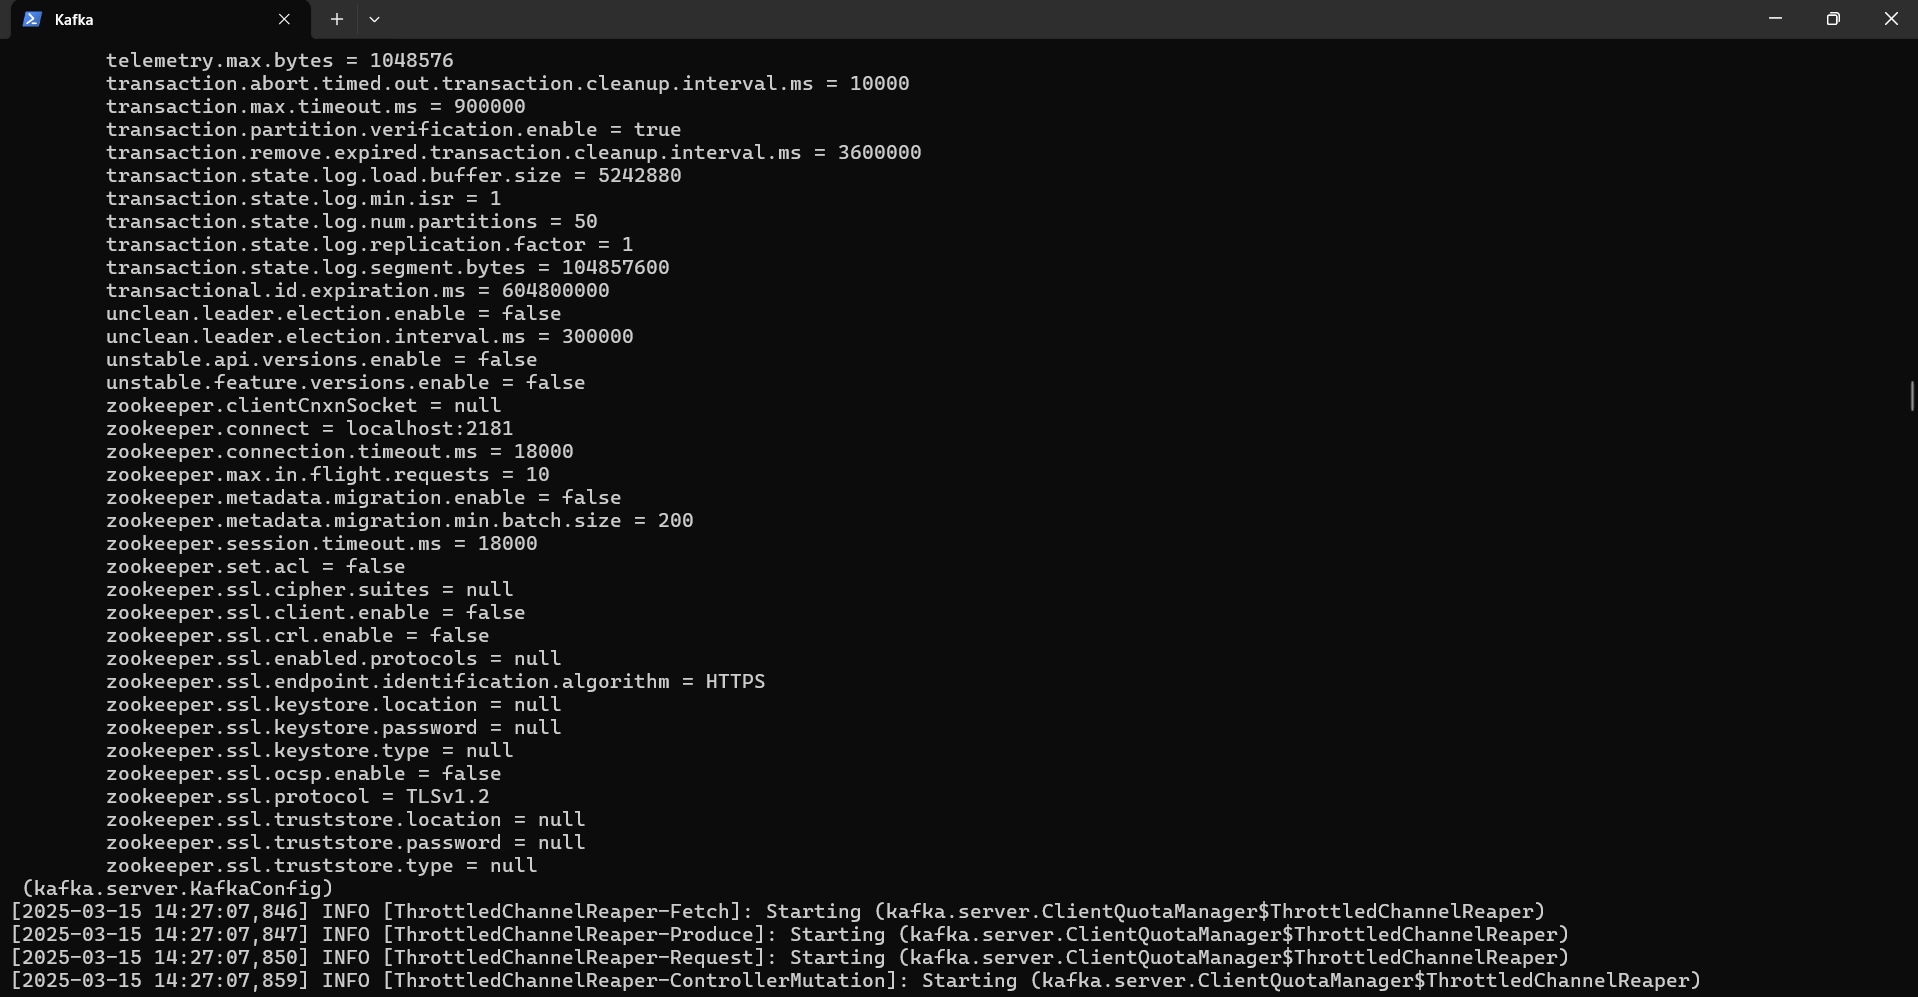 Kafka
telemetry.max.bytes = 1048576
transaction.abort.timed.out.transaction.cleanup.interval.ms = 10000
transaction.max.timeout.ms = 900000
transaction.partition.verification.enable = true
transaction.remove.expired.transaction.cleanup.interval.ms = 3600000
transaction.state.log.load.buffer.size = 5242880
transaction.state.log.min.isr = 1
transaction.state.log.num.partitions = 50
transaction.state.log.replication.factor = 1
transaction.state.log.segment.bytes = 104857600
transactional.id.expiration.ms = 604800000
unclean.leader.election.enable = false
unclean.leader.election.interval.ms = 300000
unstable.api.versions.enable = false
unstable.feature.versions.enable = false
zookeeper.clientCnxnSocket = null
zookeeper.connect = localhost:2181
zookeeper.connection.timeout.ms = 18000
zookeeper.max.in.flight.requests = 10
zookeeper.metadata.migration.enable = false
zookeeper.metadata.migration.min.batch.size = 200
zookeeper.session.timeout.ms = 18000
zookeeper.set.acl = false
zookeeper.ssl.cipher.suites = null
zookeeper.ssl.client.enable = false
zookeeper.ssl.crl.enable = false
zookeeper.ssl.enabled.protocols = null
zookeeper.ssl.endpoint.identification.algorithm = HTTPS
zookeeper.ssl.keystore.location = null
zookeeper.ssl.keystore.password = null
zookeeper.ssl.keystore.type = null
zookeeper.ssl.ocsp.enable = false
zookeeper.ssl.protocol = TLSv1.2
zookeeper.ssl.truststore.location = null
zookeeper.ssl.truststore.password = null
zookeeper.ssl.truststore.type = null
(kafka.server.KafkaConfig)
[2025-03-15 14:27:07,846] INFO [ThrottledChannelReaper-Fetch]: Starting (kafka.server.ClientQuotaManager$ThrottledChannelReaper)
[2025-03-15 14:27:07,847] INFO [ThrottledChannelReaper-Produce]: Starting (kafka.server.ClientQuotaManager$ThrottledChannelReaper)
[2025-03-15 14:27:07,850] INFO [ThrottledChannelReaper-Request]: Starting (kafka.server.ClientQuotaManager$ThrottledChannelReaper)
[2025-03-15 14:27:07,859] INFO [ThrottledChannelReaper-ControllerMutation]: Starting (kafka.server.ClientQuotaManager$ThrottledChannelReaper)